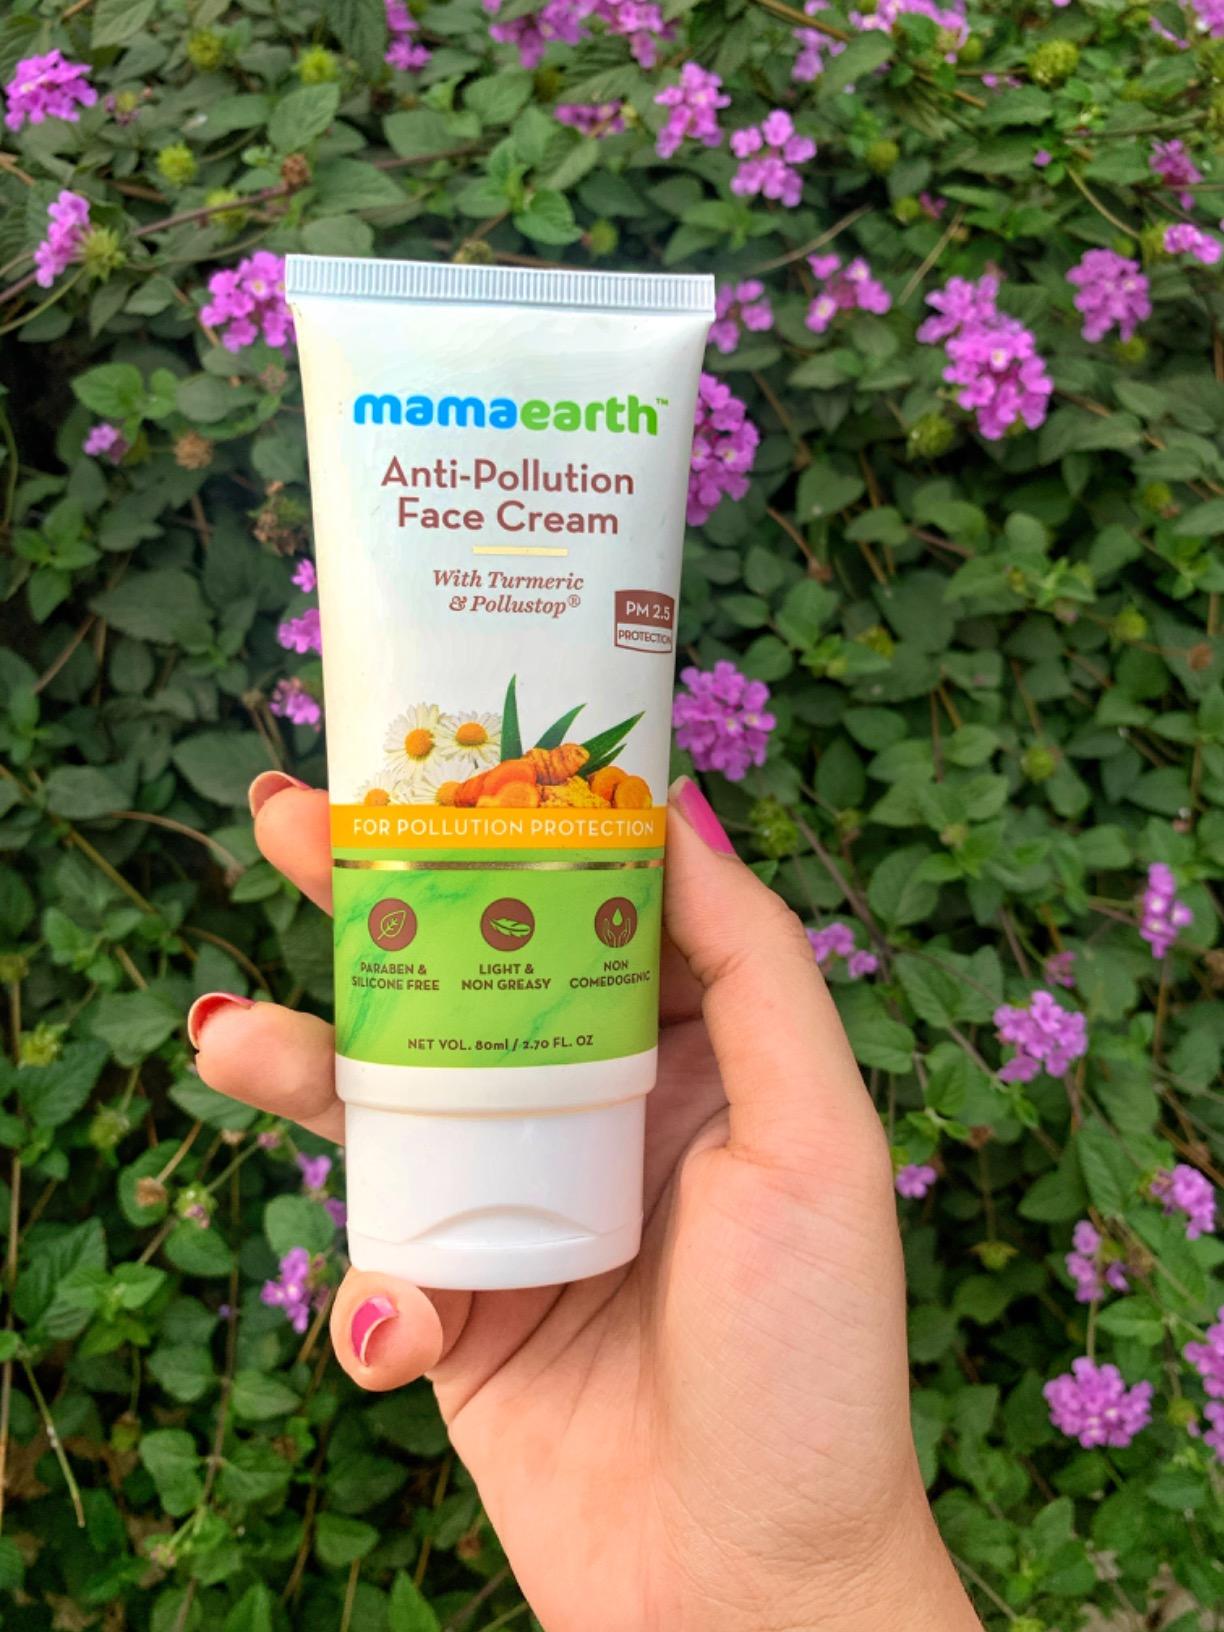 mamaearth™
Anti-Pollution
Face Cream
With Turmeric
& Pollustop®
PM 2.5
PROTECTION
FOR POLLUTION PROTECTION
PARABEN &
SILICONE FREE
LIGHT &
NON GREASY
NON
COMEDOGENIC
NET VOL. 80ml / 2.70 FL. OZ